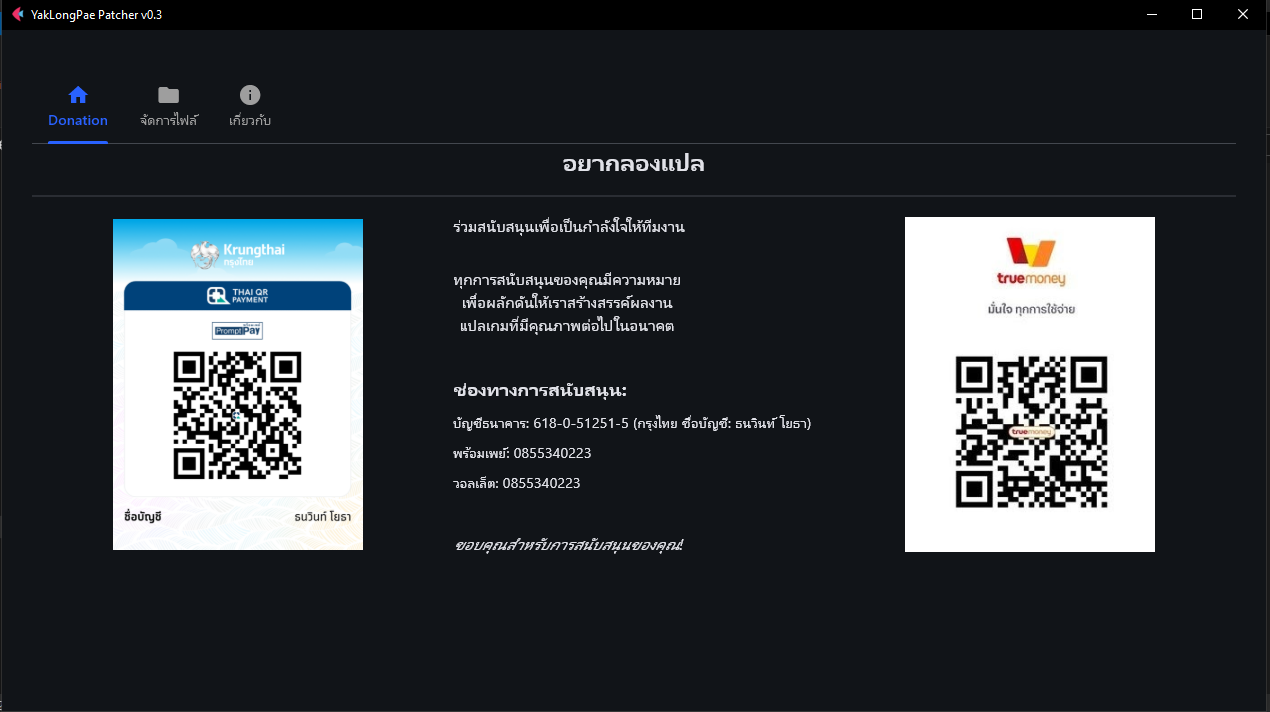 YakLongPae Patcher v0.3
Donation
จัดการไฟล์
เกี่ยวกับ
อยากลองแปล
Krungthai
กรุงไทย
THAI QR
PAYMENT
PromptPay
ชื่อบัญชี
ธนวินท์ โยธา
ร่วมสนับสนุนเพื่อเป็นกำลังใจให้ทีมงาน
ทุกการสนับสนุนของคุณมีความหมาย
เพื่อผลักดันให้เราสร้างสรรค์ผลงาน
แปลเกมที่มีคุณภาพต่อไปในอนาคต
ช่องทางการสนับสนุน:
บัญชีธนาคาร: 618-0-51251-5 (กรุงไทย ชื่อบัญชี: ธนวินท์ โยธา)
พร้อมเพย์: 0855340223
วอลเล็ต: 0855340223
ขอบคุณสำหรับการสนับสนุนของคุณ!
truemoney
มั่นใจ ทุกการใช้จ่าย
truemoney